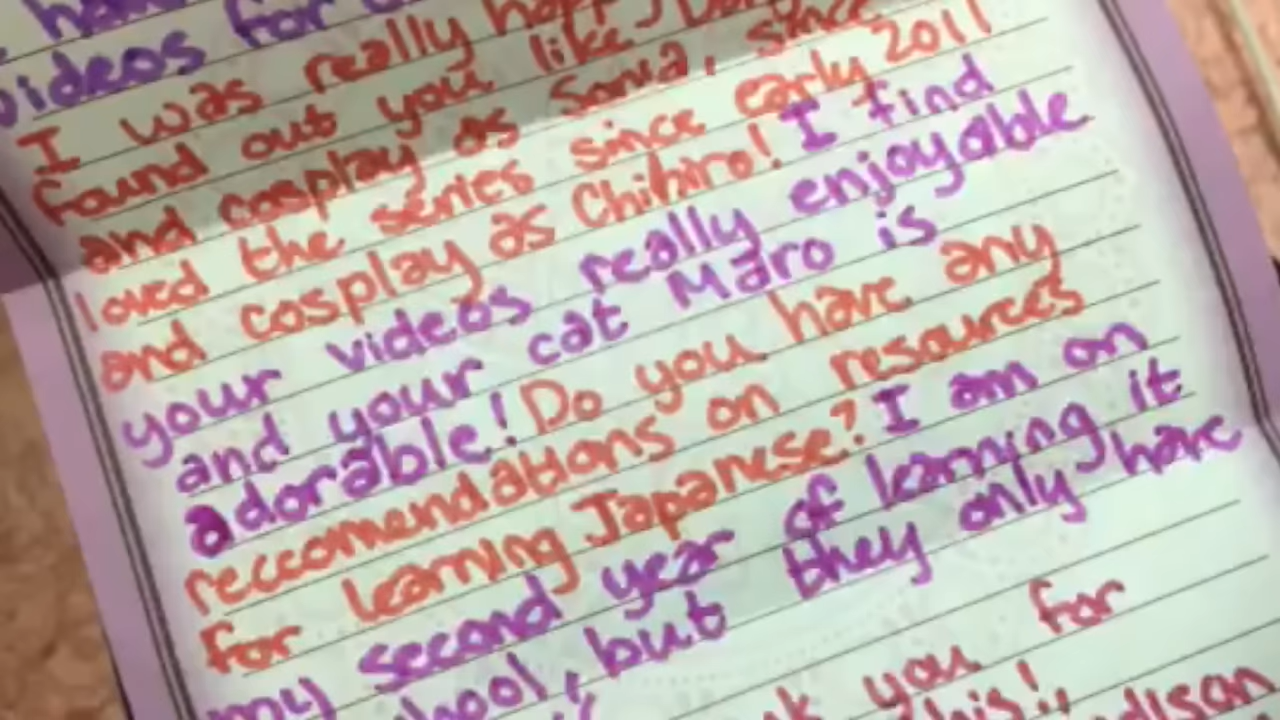 videos for
I was really happy
found out you like
and cosplay as Sonia, since
loved the series since early 2011
and cosplay as Chihiro! I find
your videos really enjoyable
and your cat Maro is
adorable! Do you have any
reccomendations on resources
for learning Japanese? I am on
my second year of learning it
but they only have
you for
this!,